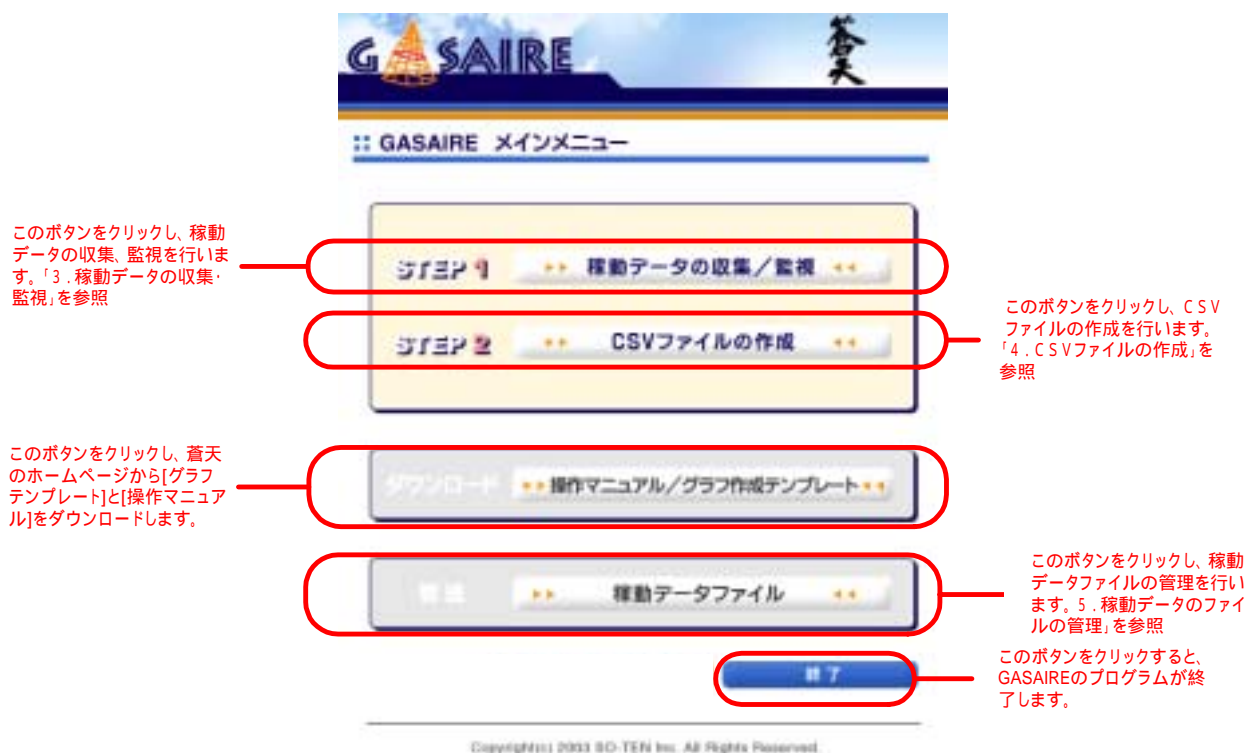 GASAIRE
蒼天
:: GASAIRE メインメニュー
このボタンをクリックし、稼動
データの収集、監視を行いま
す。「3．稼動データの収集・
監視」を参照
STEP 1 稼動データの収集／監視
このボタンをクリックし、CSV
ファイルの作成を行います。
「4．CSVファイルの作成」を
参照
STEP 2 CSVファイルの作成
このボタンをクリックし、蒼天
のホームページから[グラフ
テンプレート]と[操作マニュア
ル]をダウンロードします。
ダウンロード 操作マニュアル／グラフ作成テンプレート
このボタンをクリックし、稼動
データファイルの管理を行い
ます。5．稼動データのファイ
ルの管理」を参照
管理 稼動データファイル
このボタンをクリックすると、
GASAIREのプログラムが終
了します。
終了
Copyright(c) 2003 SO-TEN Inc. All Rights Reserved.